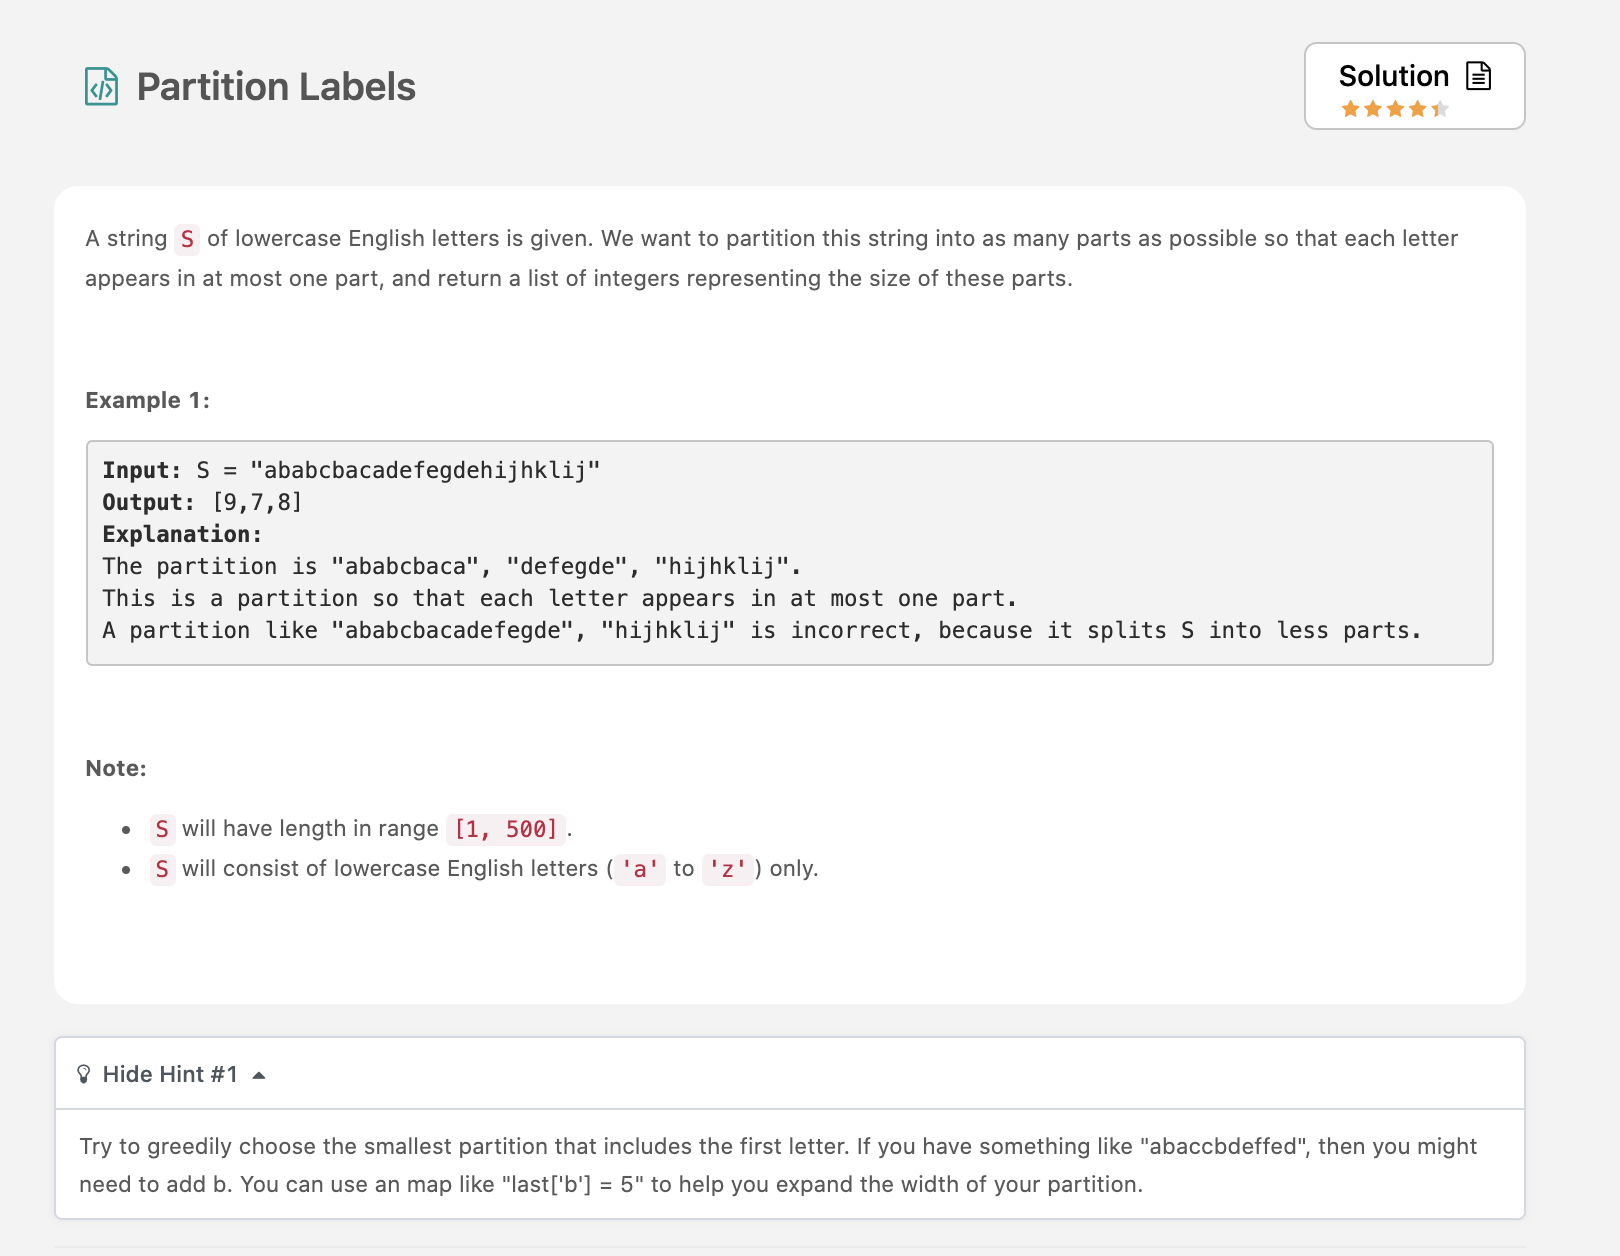 Partition Labels
Solution
A string S of lowercase English letters is given. We want to partition this string into as many parts as possible so that each letter
appears in at most one part, and return a list of integers representing the size of these parts.
Example 1:
Input: S = "ababcbacadefegdehijhklij"
Output: [9,7,8]
Explanation:
The partition is "ababcbaca", "defegde", "hijhklij".
This is a partition so that each letter appears in at most one part.
A partition like "ababcbacadefegde", "hijhklij" is incorrect, because it splits S into less parts.
Note:
• S will have length in range [1, 500].
• S will consist of lowercase English letters ('a' to 'z') only.
Hide Hint #1
Try to greedily choose the smallest partition that includes the first letter. If you have something like "abaccbdeffed", then you might
need to add b. You can use an map like "last['b'] = 5" to help you expand the width of your partition.